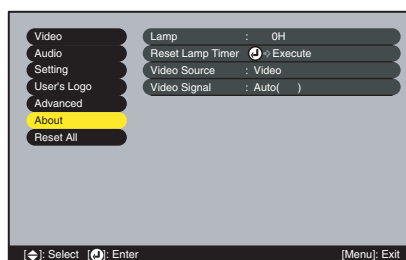 Video
Audio
Setting
User's Logo
Advanced
About
Reset All
Lamp : 0H
Reset Lamp Timer Execute
Video Source : Video
Video Signal : Auto( )
[ ]: Select [ ]: Enter [Menu]: Exit